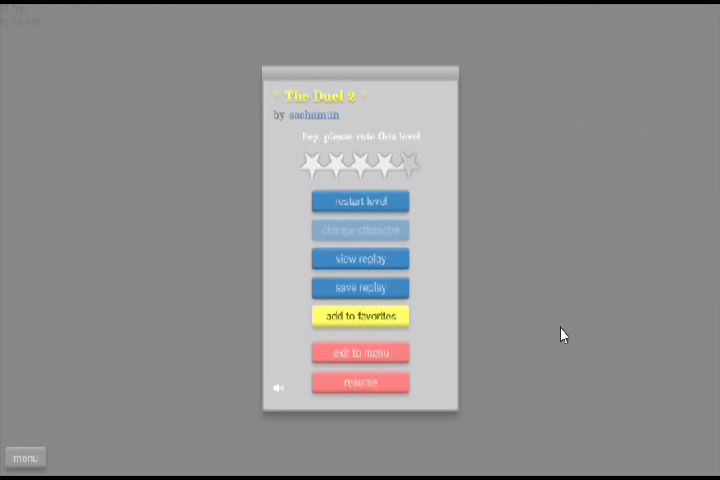 * The Duel 2 *
by sachamun
hey, please rate this level
restart level
change character
view replay
save replay
add to favorites
exit to menu
resume
menu